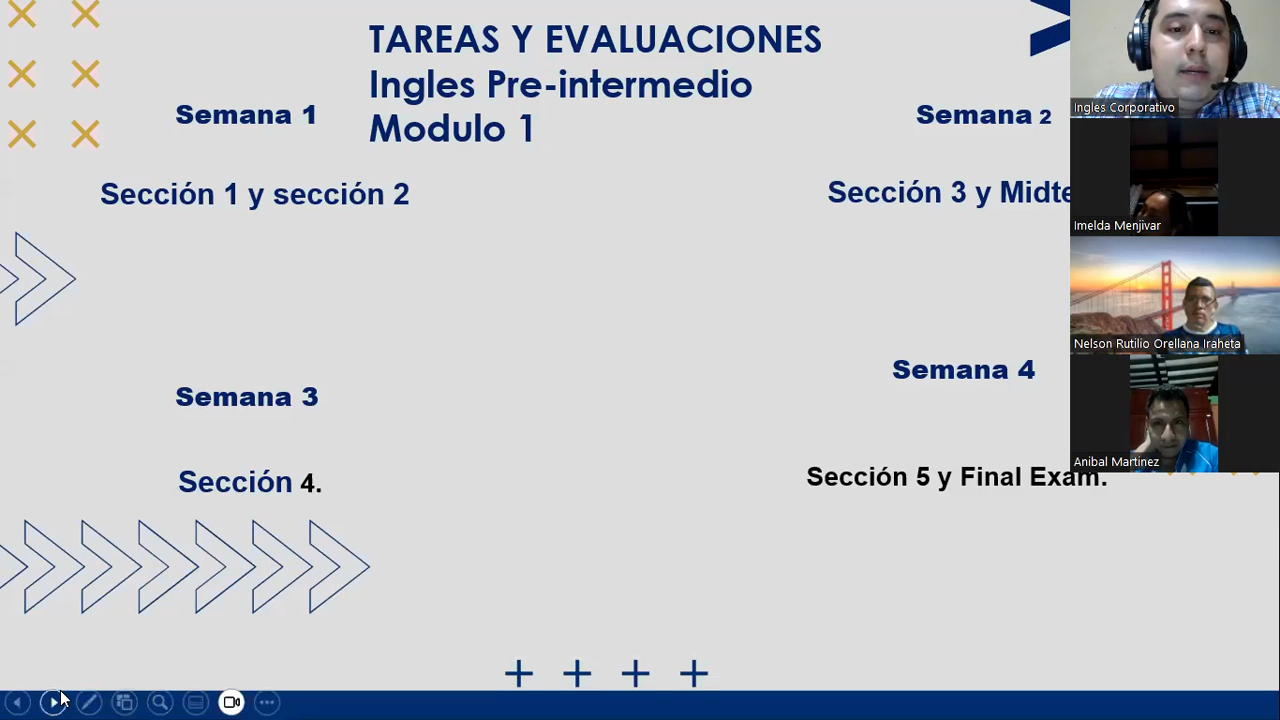 TAREAS Y EVALUACIONES
Ingles Pre-intermedio
Modulo 1
Semana 1
Semana 2
Sección 1 y sección 2
Sección 3 y
Semana 3
Semana 4
Sección 4.
Sección 5 y Final Exam.
Ingles Corporativo
Imelda Menjivar
Nelson Rutilio Orellana Iraheta
Anibal Martinez